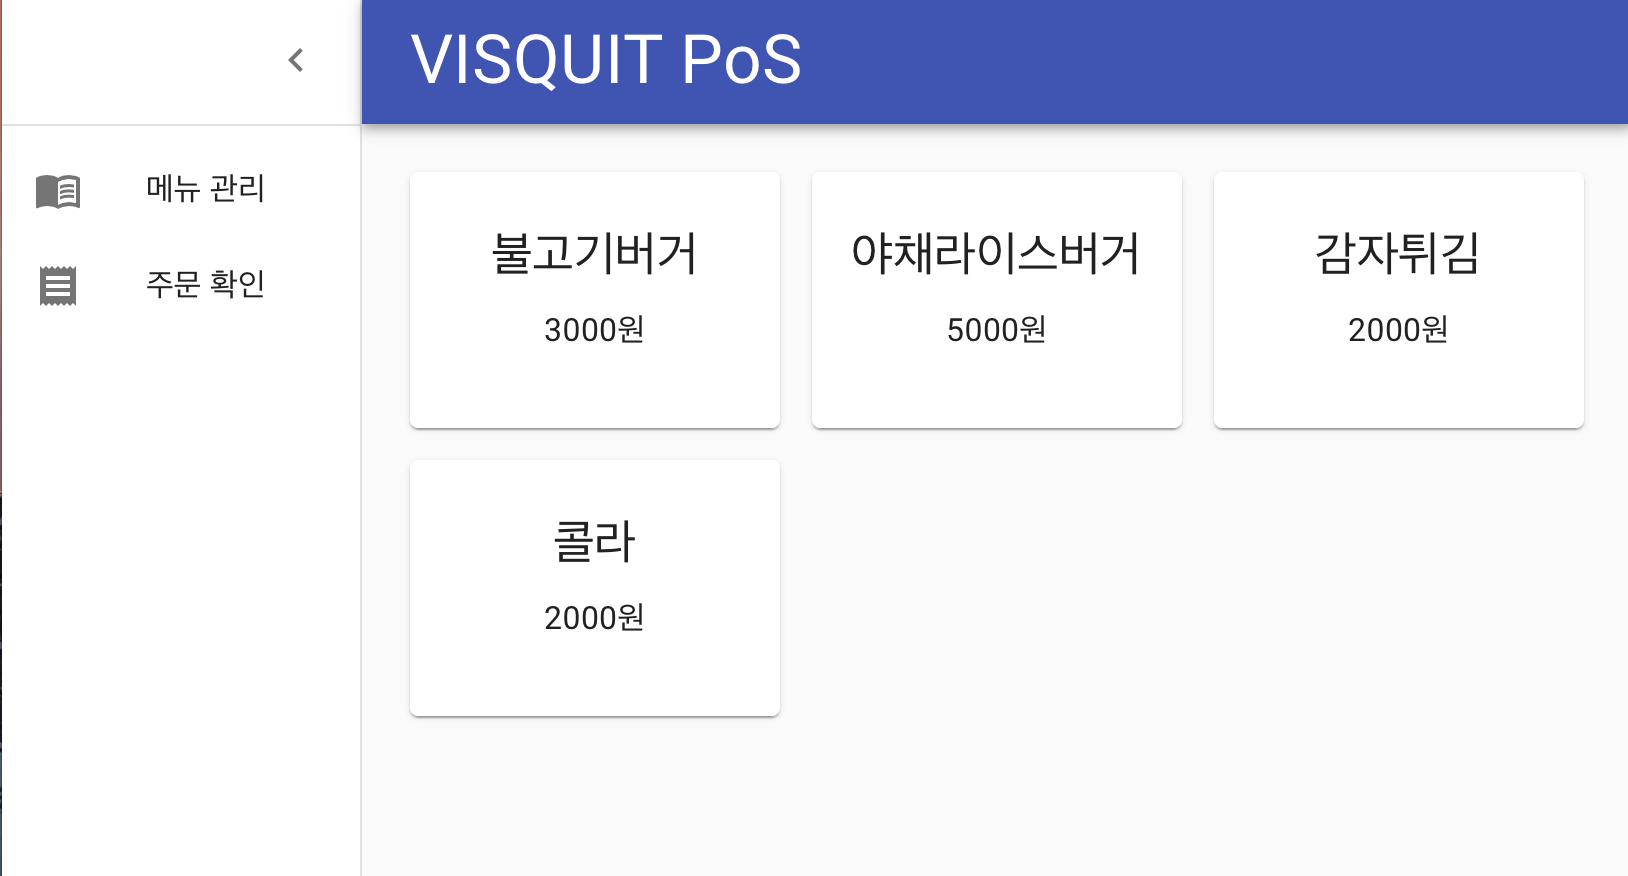 VISQUIT PoS
메뉴 관리
주문 확인
불고기버거
3000원
야채라이스버거
5000원
감자튀김
2000원
콜라
2000원